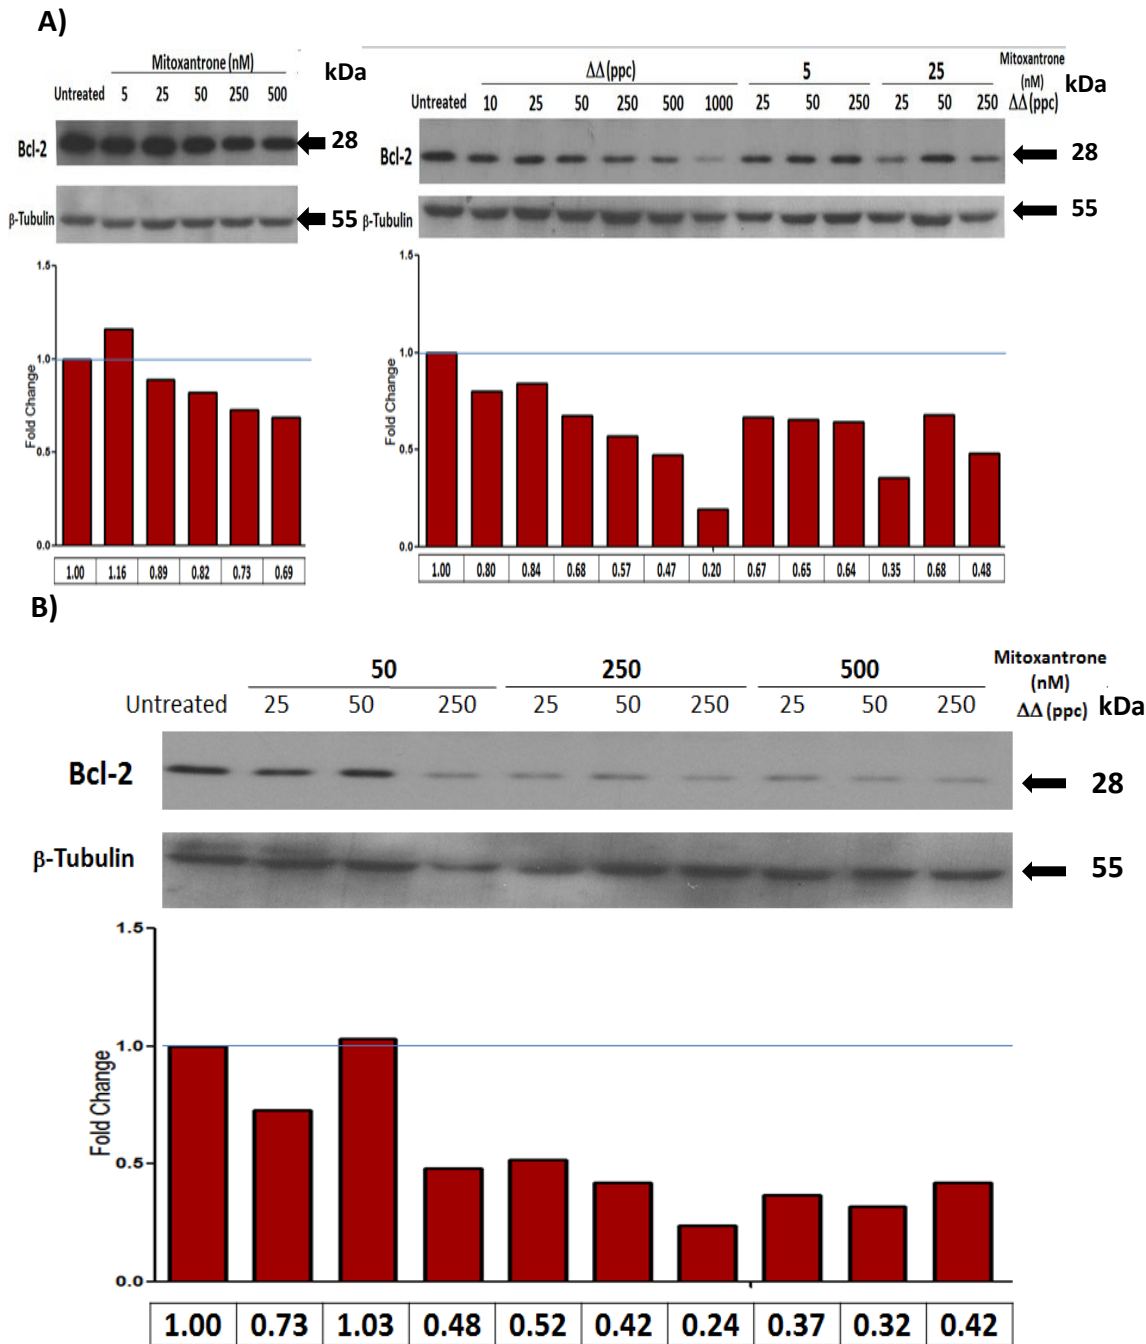 A)
Mitoxantrone (nM)
kDa
Untreated 5 25 50 250 500
Bcl-2
28
β-Tubulin
55
1.5
1.0
0.5
0.0
Fold Change
1.00 1.16 0.89 0.82 0.73 0.69
ΔΔ (ppc) 5 25 Mitoxantrone
(nM) kDa
Untreated 10 25 50 250 500 1000 25 50 250 25 50 250 ΔΔ (ppc)
Bcl-2
28
β-Tubulin
55
1.5
1.0
0.5
0.0
Fold Change
1.00 0.80 0.84 0.68 0.57 0.47 0.20 0.67 0.65 0.64 0.35 0.68 0.48
B)
50 250 500 Mitoxantrone
(nM)
Untreated 25 50 250 25 50 250 25 50 250 ΔΔ (ppc) kDa
Bcl-2
28
β-Tubulin
55
1.5
1.0
0.5
0.0
Fold Change
1.00 0.73 1.03 0.48 0.52 0.42 0.24 0.37 0.32 0.42